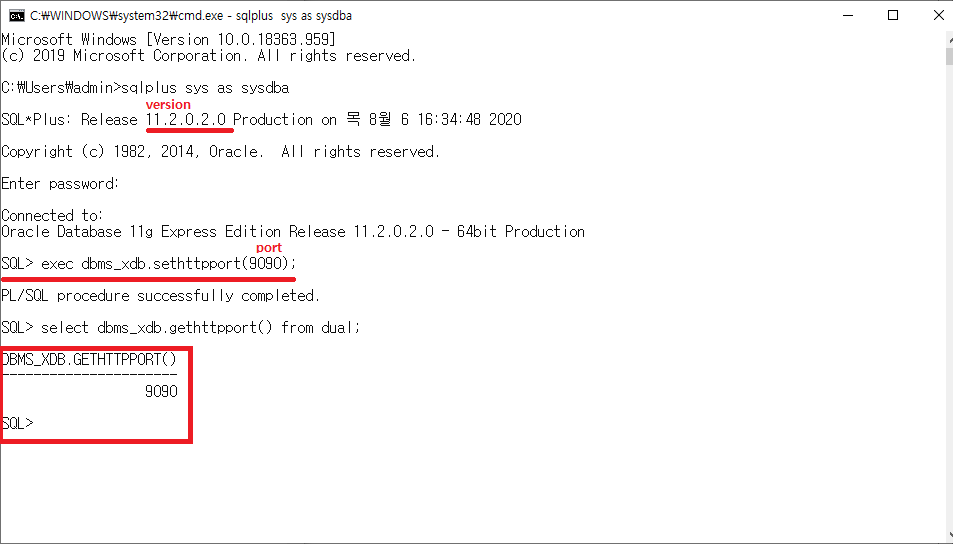 C:₩WINDOWS₩system32₩cmd.exe - sqlplus  sys as sysdba
Microsoft Windows [Version 10.0.18363.959]
(c) 2019 Microsoft Corporation. All rights reserved.
C:₩Users₩admin>sqlplus sys as sysdba
version
SQL*Plus: Release 11.2.0.2.0 Production on 목 8월 6 16:34:48 2020
Copyright (c) 1982, 2014, Oracle.  All rights reserved.
Enter password:
Connected to:
Oracle Database 11g Express Edition Release 11.2.0.2.0 - 64bit Production
port
SQL> exec dbms_xdb.sethttpport(9090);
PL/SQL procedure successfully completed.
SQL> select dbms_xdb.gethttpport() from dual;
DBMS_XDB.GETHTTPPORT()
----------------------
9090
SQL>